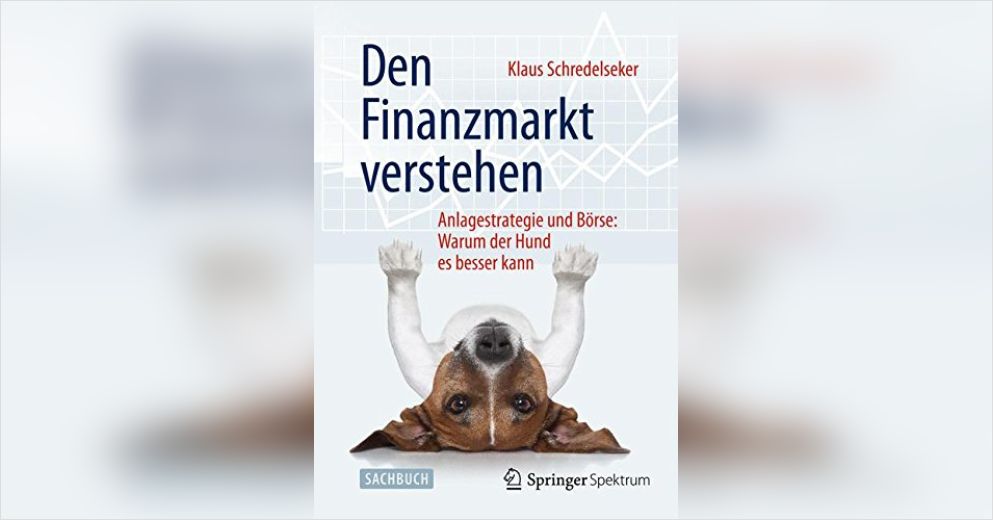 Den
Finanzmarkt
verstehen
Klaus Schredelseker
Anlagestrategie und Börse:
Warum der Hund
es besser kann
SACHBUCH
Springer Spektrum